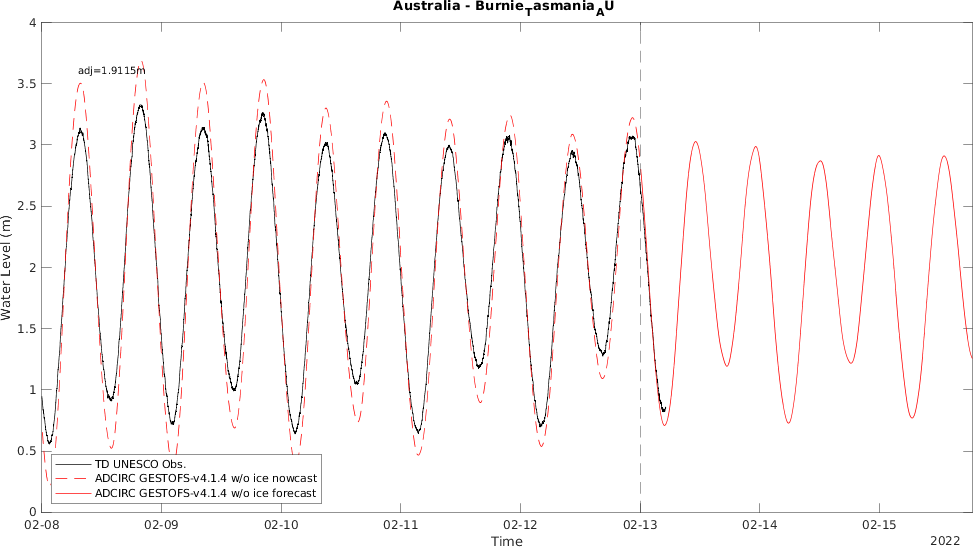 Australia - Burnie_Tasmania_AU
adj=1.9115m
4
3.5
3
2.5
2
1.5
1
0.5
0
Water Level (m)
TD UNESCO Obs.
ADCIRC GESTOFS-v4.1.4 w/o ice nowcast
ADCIRC GESTOFS-v4.1.4 w/o ice forecast
02-08 02-09 02-10 02-11 02-12 02-13 02-14 02-15
Time
2022